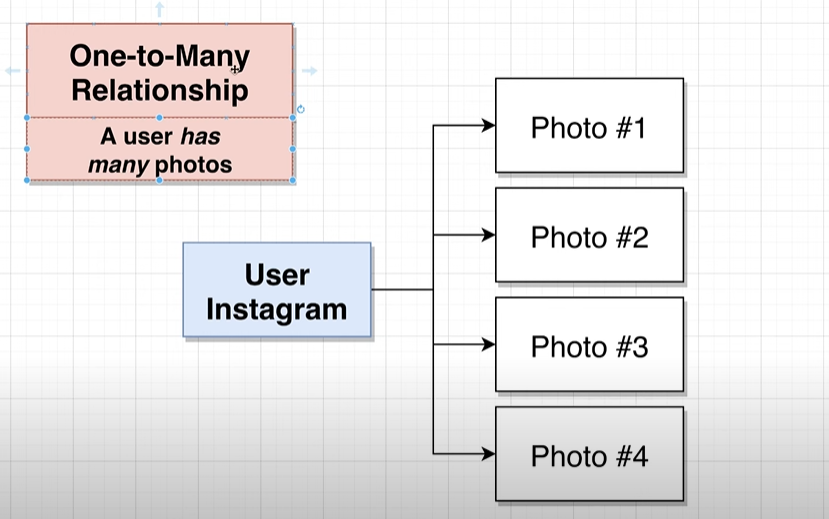 One-to-Many
Relationship
A user has
many photos
User
Instagram
Photo #1
Photo #2
Photo #3
Photo #4